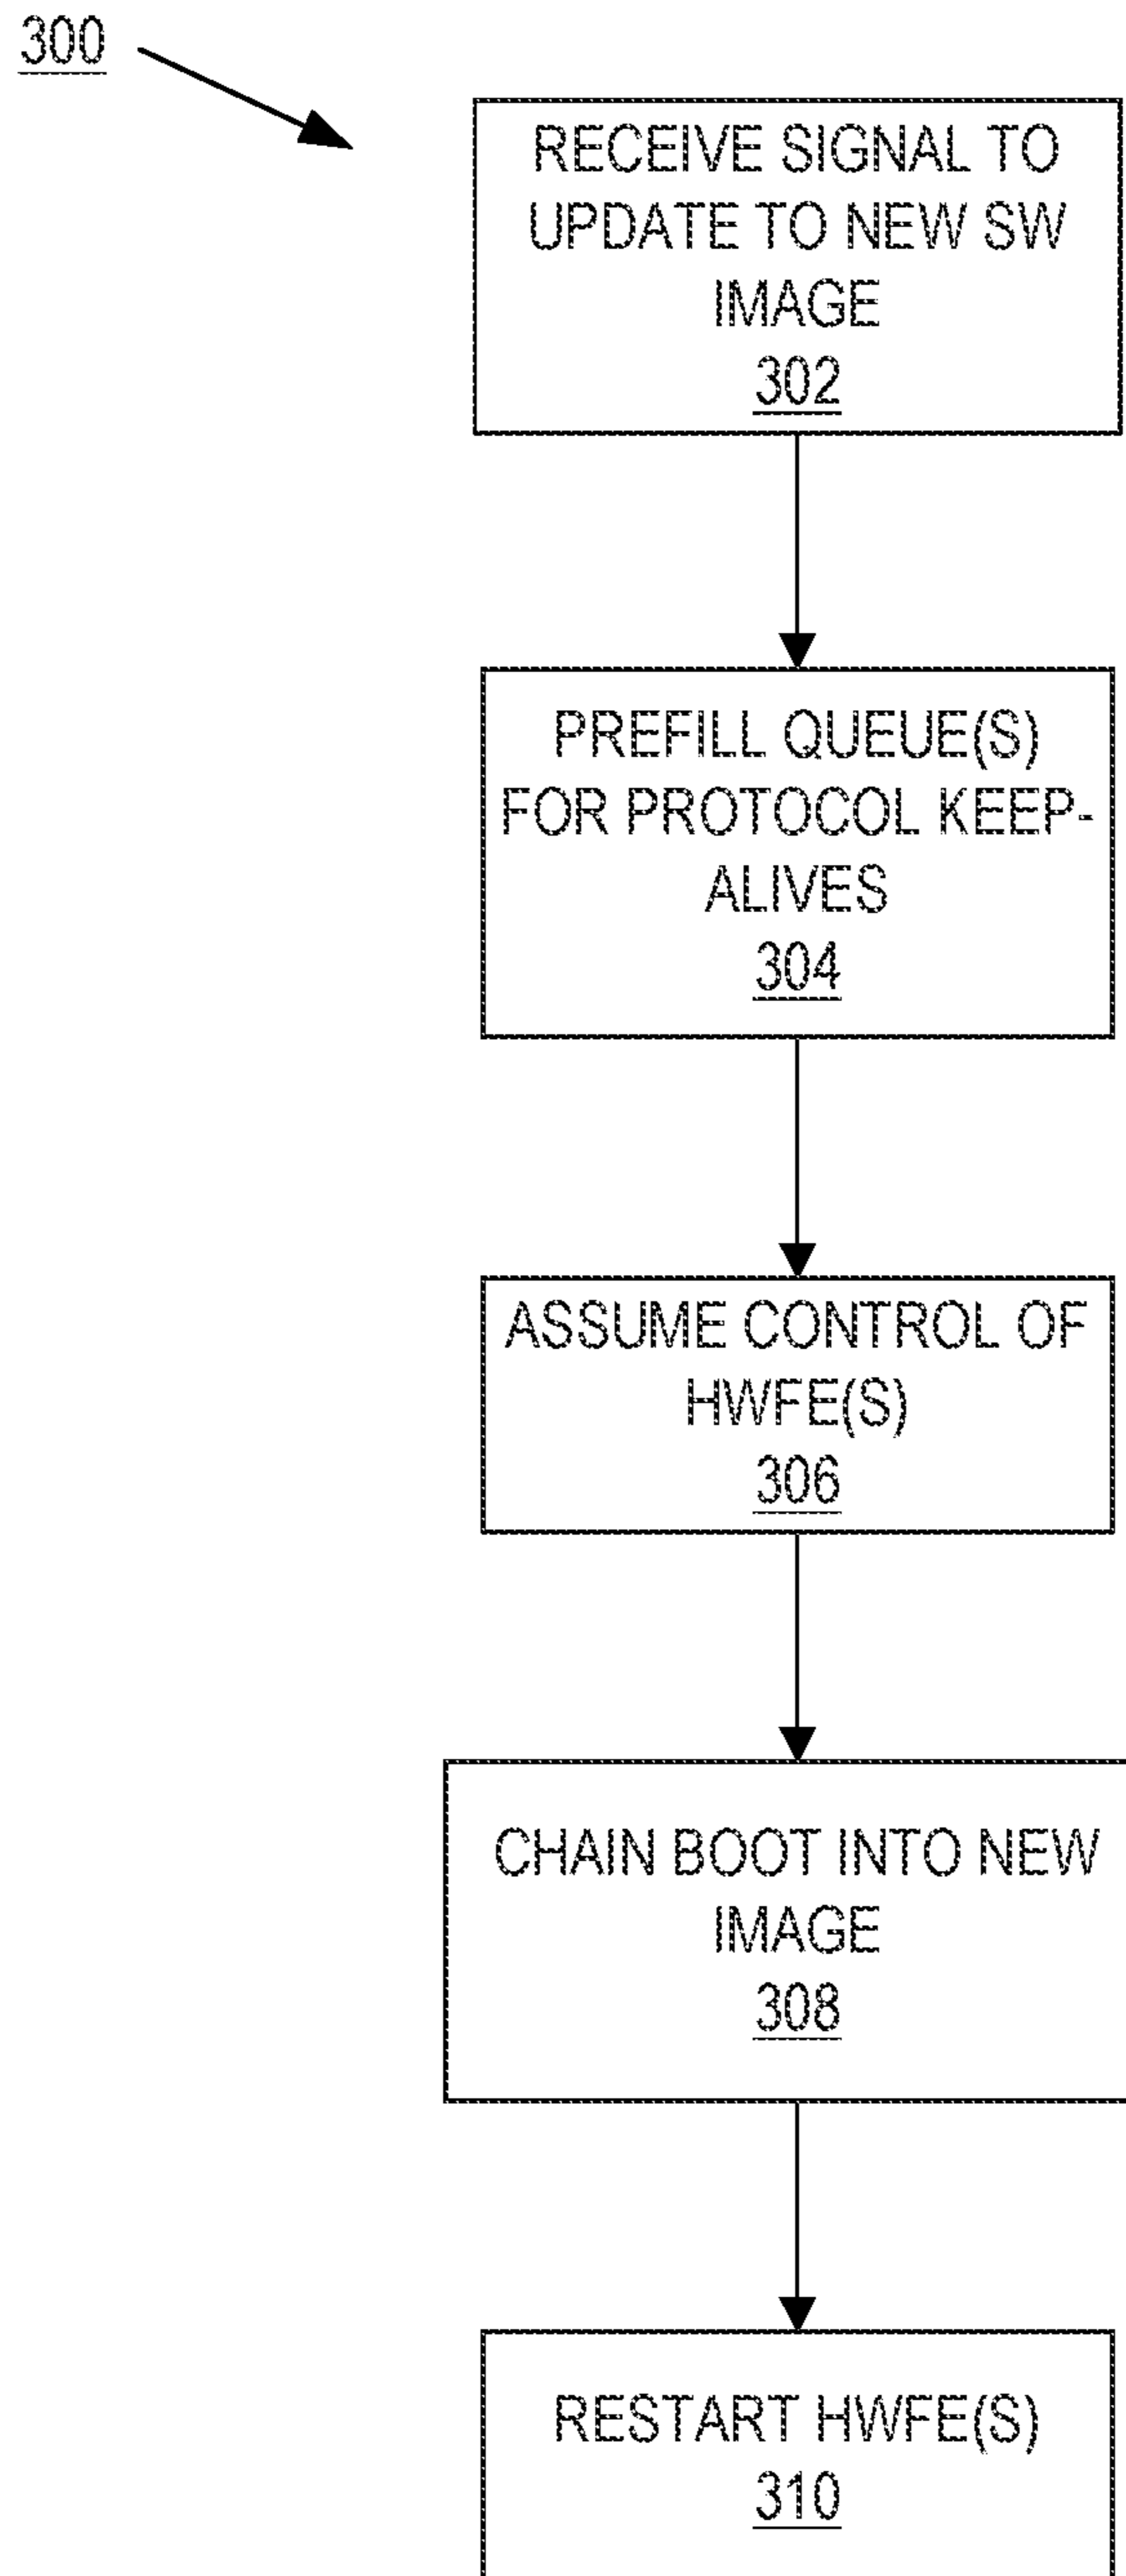 300
RECEIVE SIGNAL TO
UPDATE TO NEW SW
IMAGE
302
PREFILL QUEUE(S)
FOR PROTOCOL KEEP-
ALIVES
304
ASSUME CONTROL OF
HWFE(S)
306
CHAIN BOOT INTO NEW
IMAGE
308
RESTART HWFE(S)
310